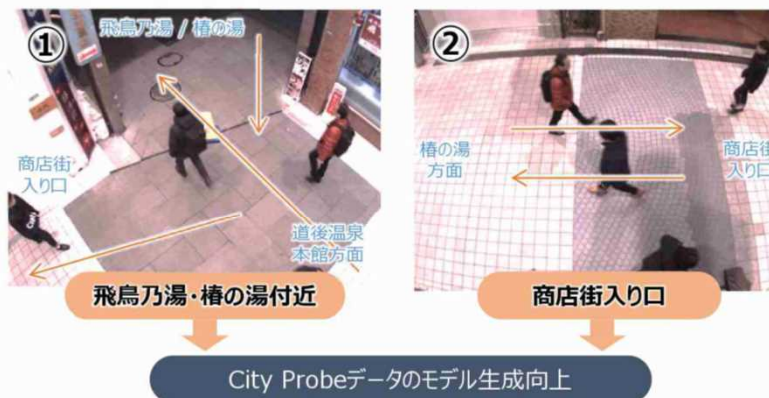 ①
飛鳥乃湯 / 椿の湯
商店街
入り口
道後温泉
本館方面
飛鳥乃湯・椿の湯付近
②
椿の湯
方面
商店街
入り口
商店街入り口
City Probeデータのモデル生成向上